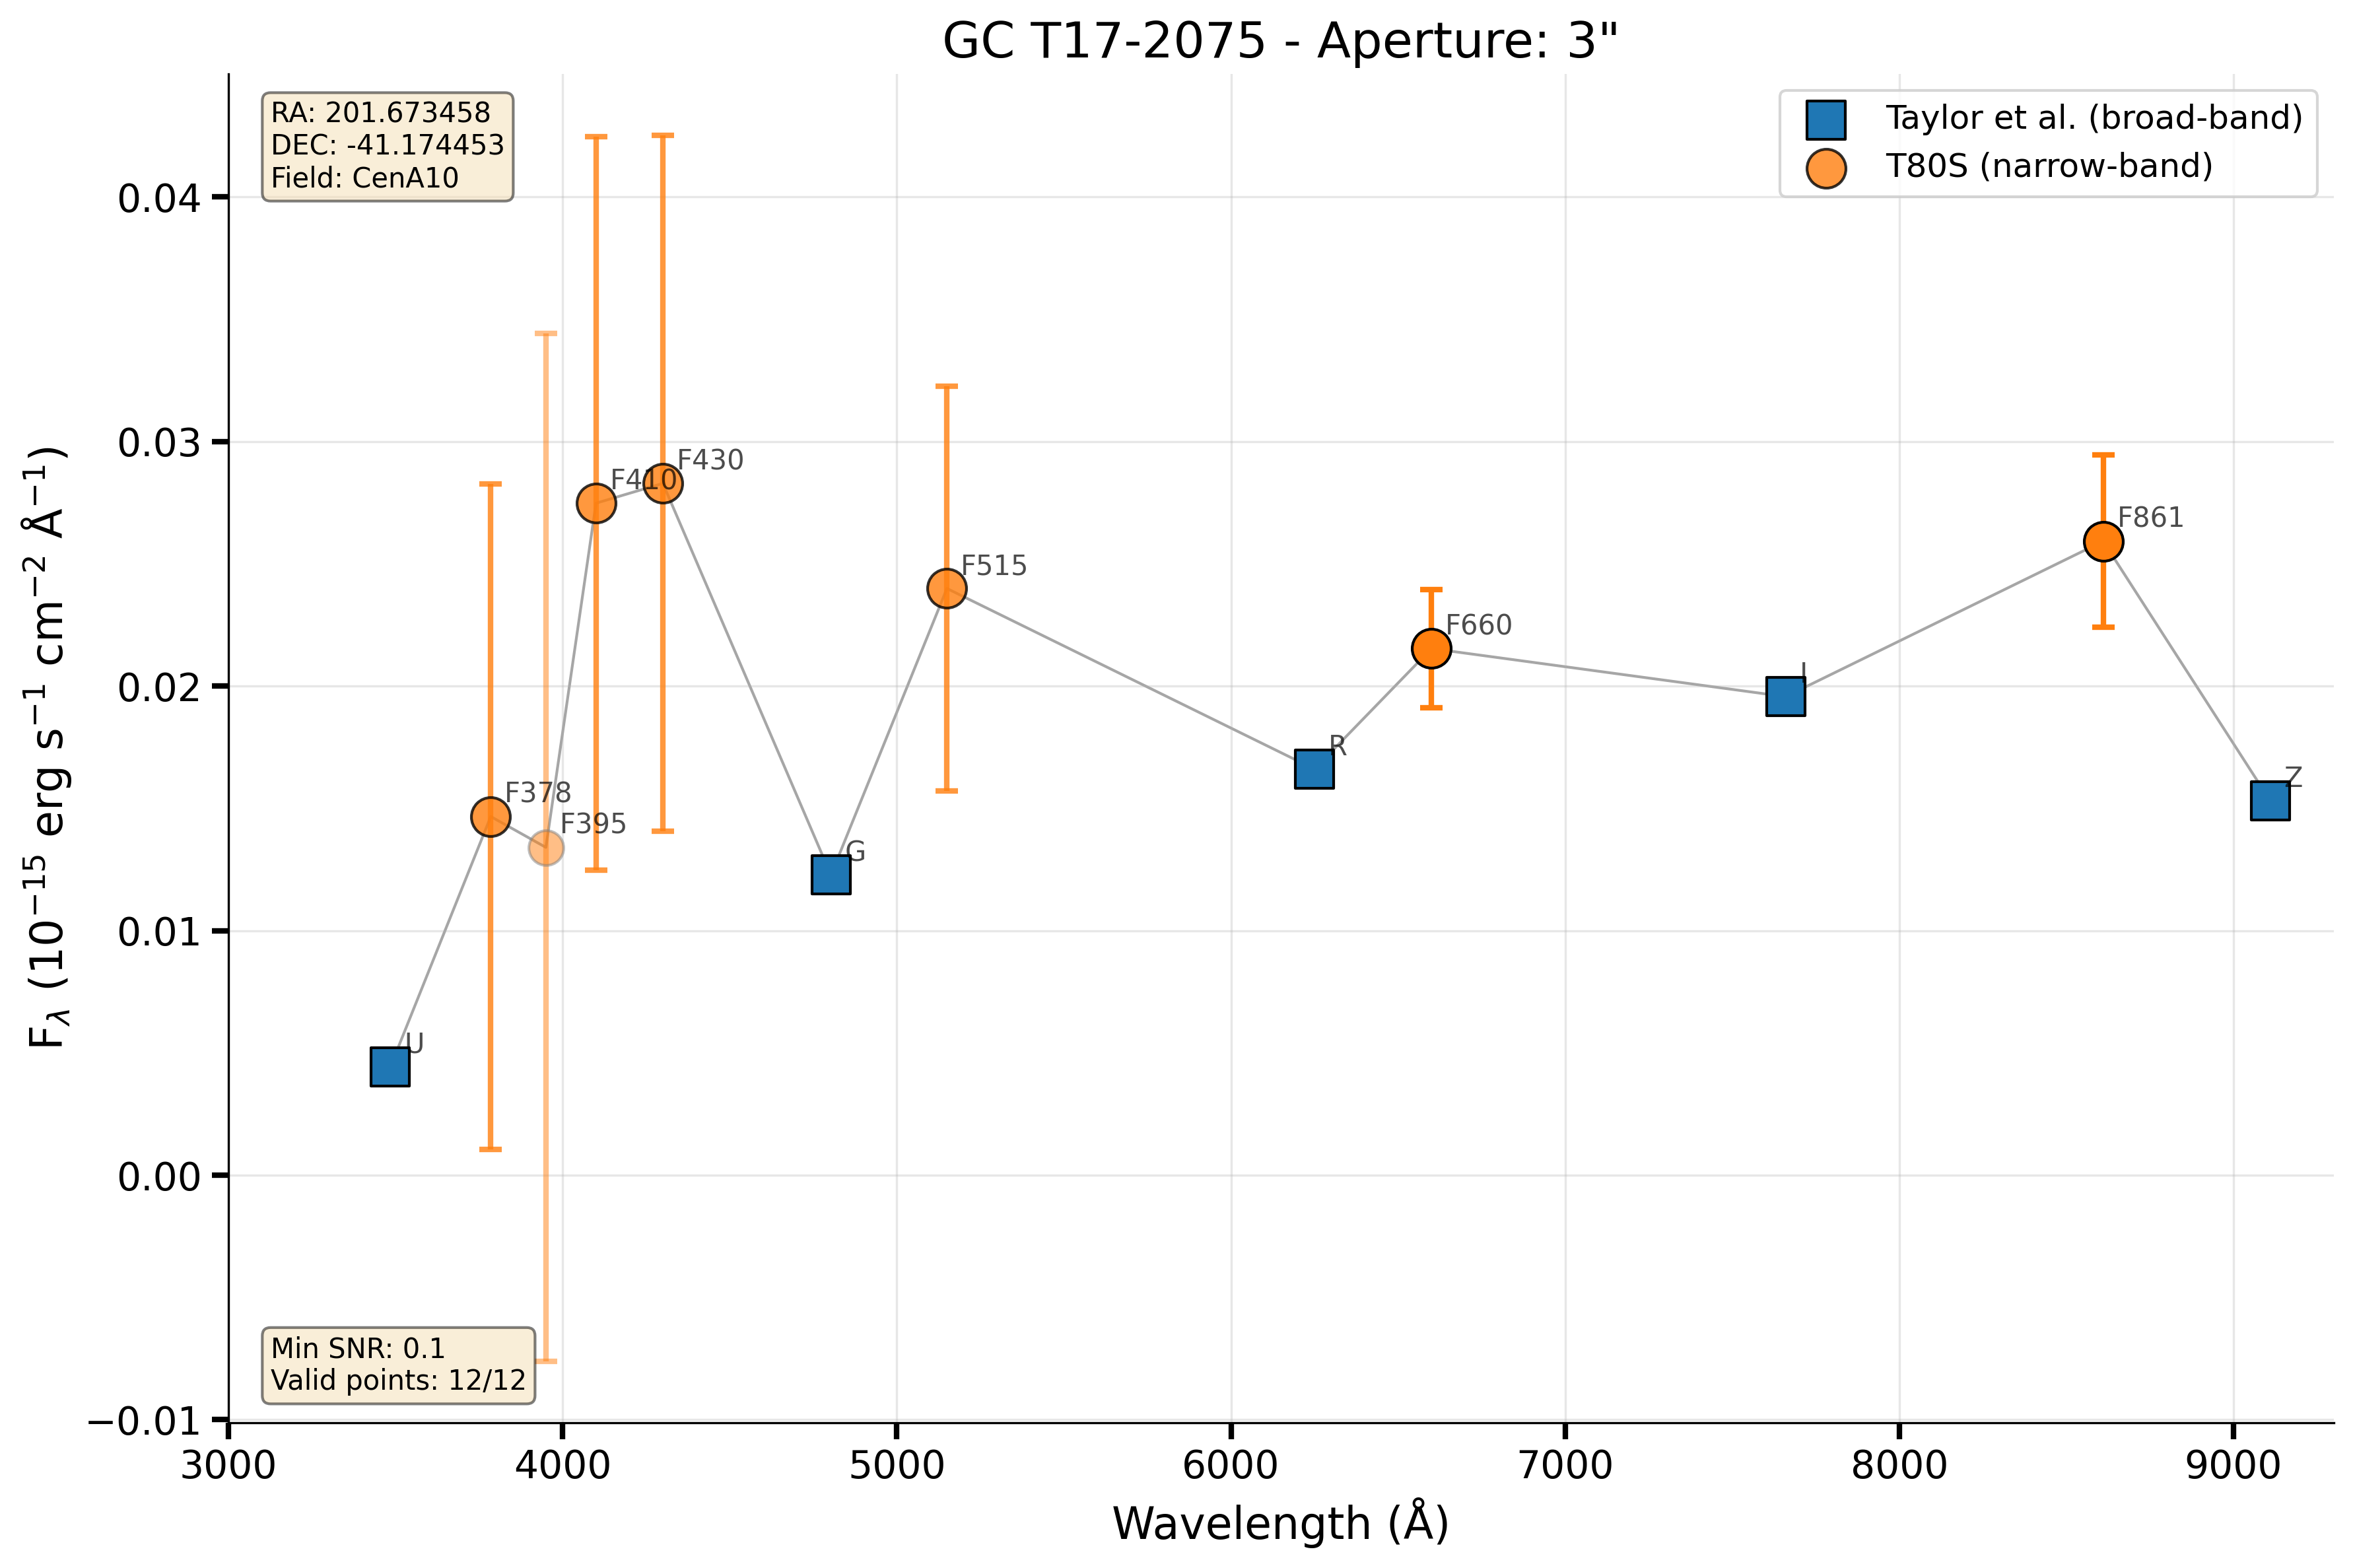 GC T17-2075 - Aperture: 3"
RA: 201.673458
DEC: -41.174453
Field: CenA10
Taylor et al. (broad-band)
T80S (narrow-band)
0.04
0.03
0.02
0.01
0.00
−0.01
F410
F430
F515
F861
F660
I
R
Z
F378
F395
G
U
Min SNR: 0.1
Valid points: 12/12
3000 4000 5000 6000 7000 8000 9000
Wavelength (Å)
Fλ (10⁻¹⁵ erg s⁻¹ cm⁻² Å⁻¹)